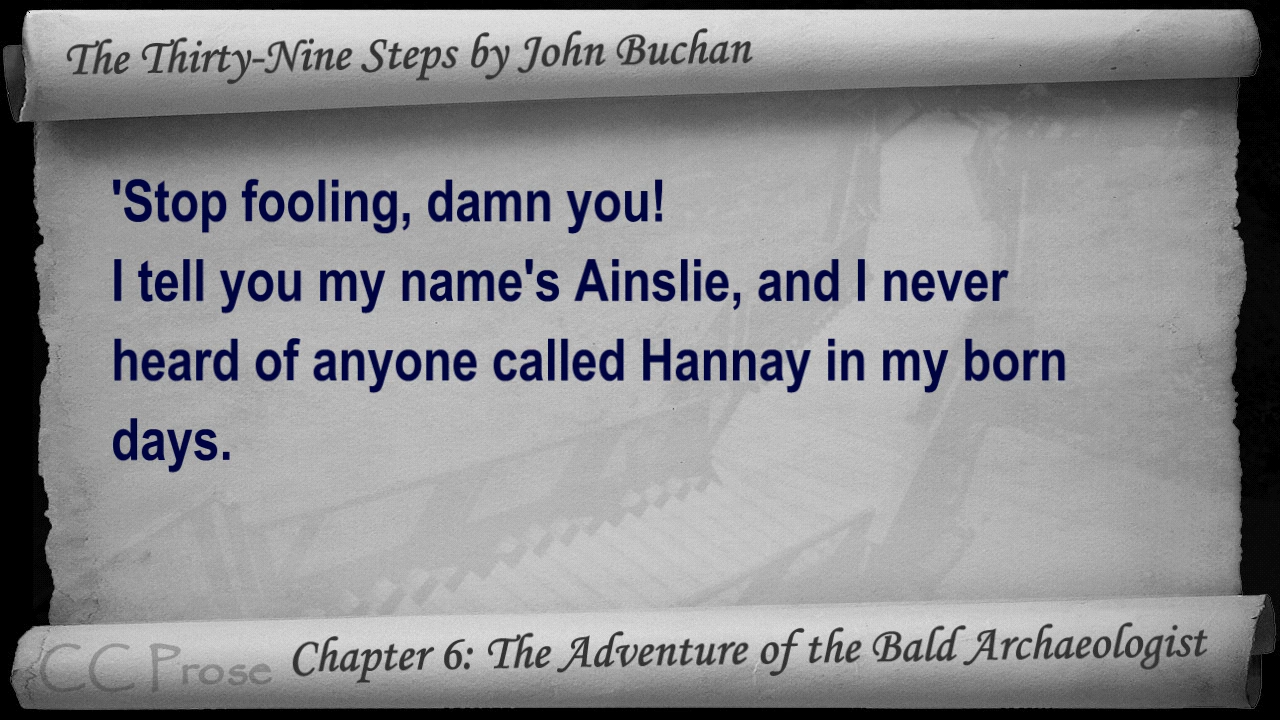 The Thirty-Nine Steps by John Buchan
'Stop fooling, damn you!
I tell you my name's Ainslie, and I never
heard of anyone called Hannay in my born
days.
CC Prose
Chapter 6: The Adventure of the Bald Archaeologist